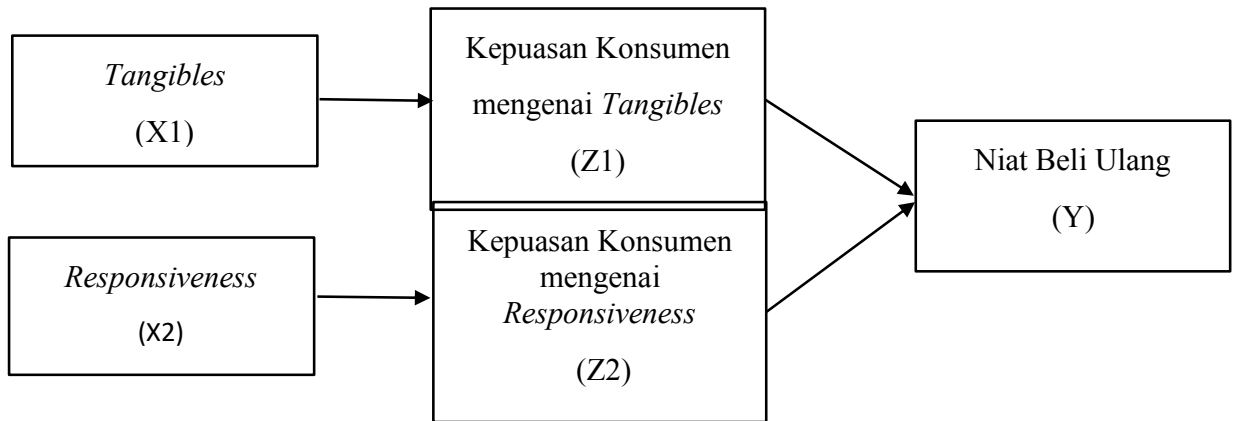 Tangibles
(X1)
Kepuasan Konsumen
mengenai Tangibles
(Z1)
Niat Beli Ulang
(Y)
Responsiveness
(X2)
Kepuasan Konsumen
mengenai
Responsiveness
(Z2)